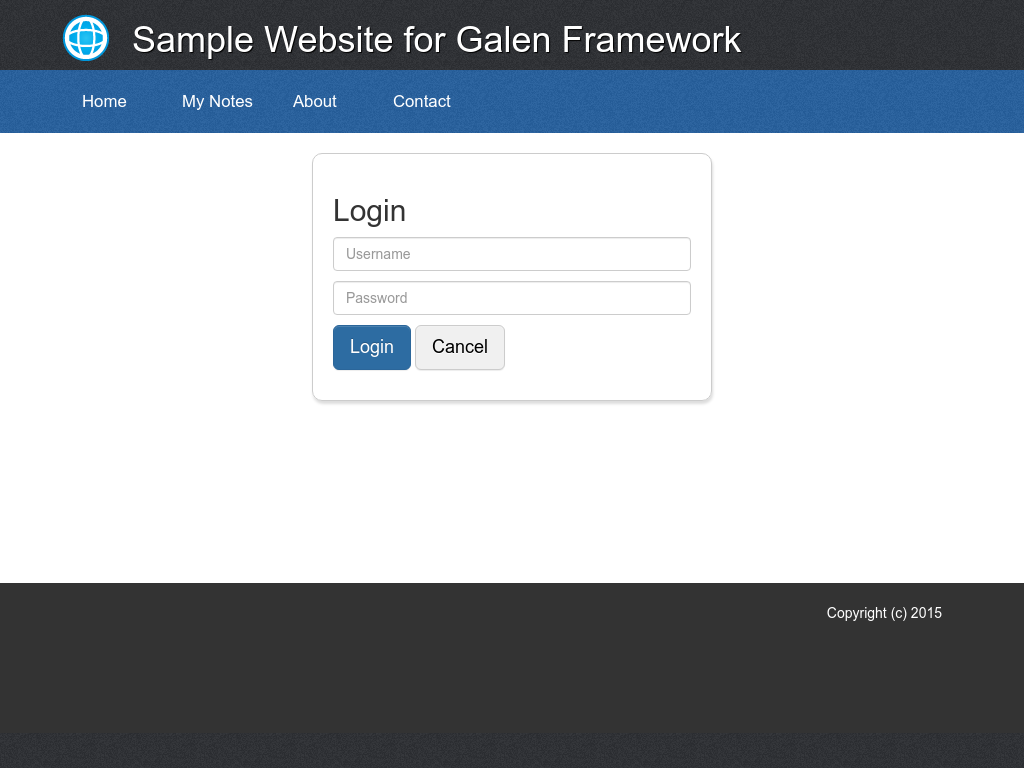 Sample Website for Galen Framework
Home My Notes About Contact
Login
Username
Password
Login Cancel
Copyright (c) 2015